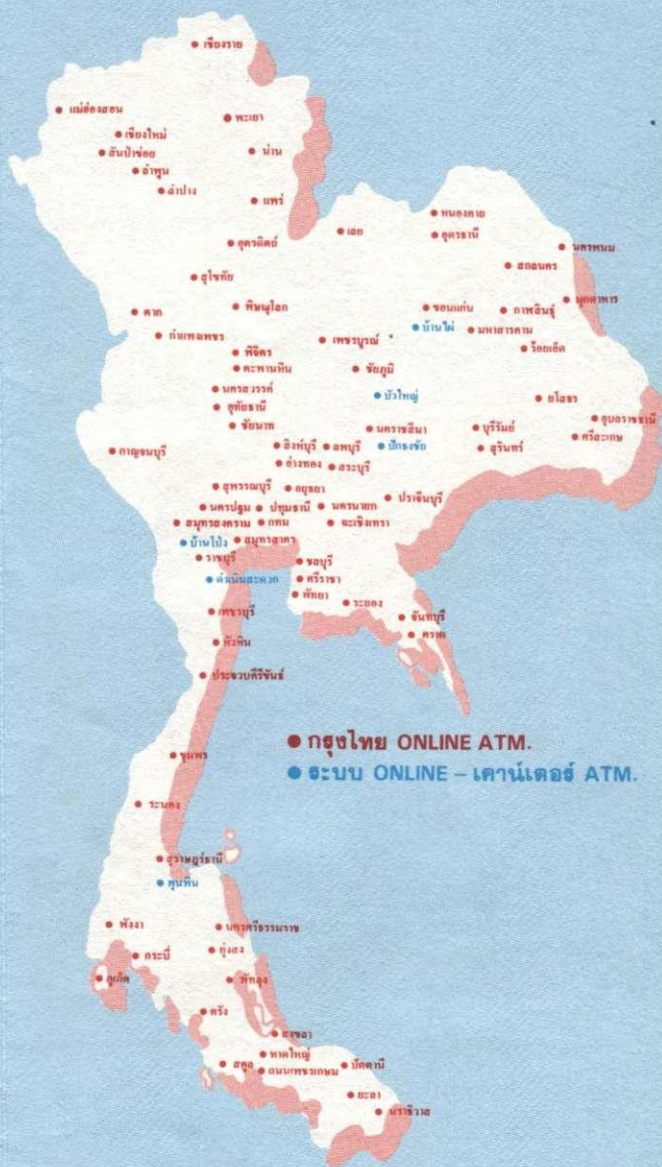 เชียงราย
แม่ฮ่องสอน
พะเยา
เชียงใหม่
สันป่าข่อย
น่าน
ลำพูน
ลำปาง
แพร่
หนองคาย
เลย
อุดรธานี
อุตรดิตถ์
นครพนม
สกลนคร
สุโขทัย
มุกดาหาร
ตาก
พิษณุโลก
ขอนแก่น
กาฬสินธุ์
บ้านไผ่
มหาสารคาม
กำแพงเพชร
เพชรบูรณ์
ร้อยเอ็ด
พิจิตร
ตะพานหิน
ชัยภูมิ
นครสวรรค์
บัวใหญ่
ยโสธร
อุทัยธานี
อุบลราชธานี
ชัยนาท
นครราชสีมา
บุรีรัมย์
ศรีสะเกษ
กาญจนบุรี
สิงห์บุรี
ลพบุรี
ปักธงชัย
สุรินทร์
อ่างทอง
สระบุรี
สุพรรณบุรี
อยุธยา
ปราจีนบุรี
นครปฐม
ปทุมธานี
นครนายก
สมุทรสงคราม
กทม
ฉะเชิงเทรา
บ้านโป่ง
สมุทรสาคร
ราชบุรี
ชลบุรี
ดำเนินสะดวก
ศรีราชา
พัทยา
ระยอง
เพชรบุรี
จันทบุรี
ตราด
หัวหิน
ประจวบคีรีขันธ์
กรุงไทย ONLINE ATM.
ชุมพร
ระบบ ONLINE – เคาน์เตอร์ ATM.
ระนอง
สุราษฎร์ธานี
พุนพิน
พังงา
นครศรีธรรมราช
ทุ่งสง
กระบี่
ภูเก็ต
พัทลุง
ตรัง
สงขลา
หาดใหญ่
สตูล
ถนนเพชรเกษม
ปัตตานี
ยะลา
นราธิวาส